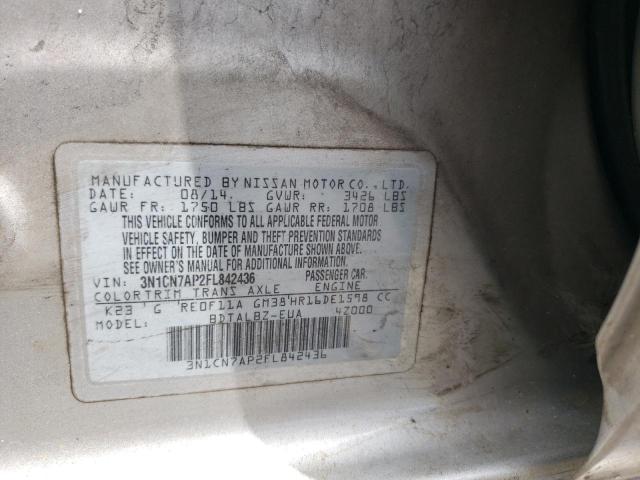 MANUFACTURED BY NISSAN MOTOR CO., LTD.
DATE: 08/14. GVWR: 3426 LBS
GAWR FR: 1750 LBS GAWR RR: 1708 LBS
THIS VEHICLE CONFORMS TO ALL APPLICABLE FEDERAL MOTOR
VEHICLE SAFETY, BUMPER AND THEFT PREVENTION STANDARDS
IN EFFECT ON THE DATE OF MANUFACTURE SHOWN ABOVE.
SEE OWNER'S MANUAL FOR ADDITIONAL INFORMATION.
VIN: 3N1CN7AP2FL842436 PASSENGER CAR.
COLOR TRIM TRANS AXLE ENGINE
K23 G RE0F11A GM38 HR16DE1598 CC
MODEL: BDTALBZ-EUA 4Z000
3N1CN7AP2FL842436